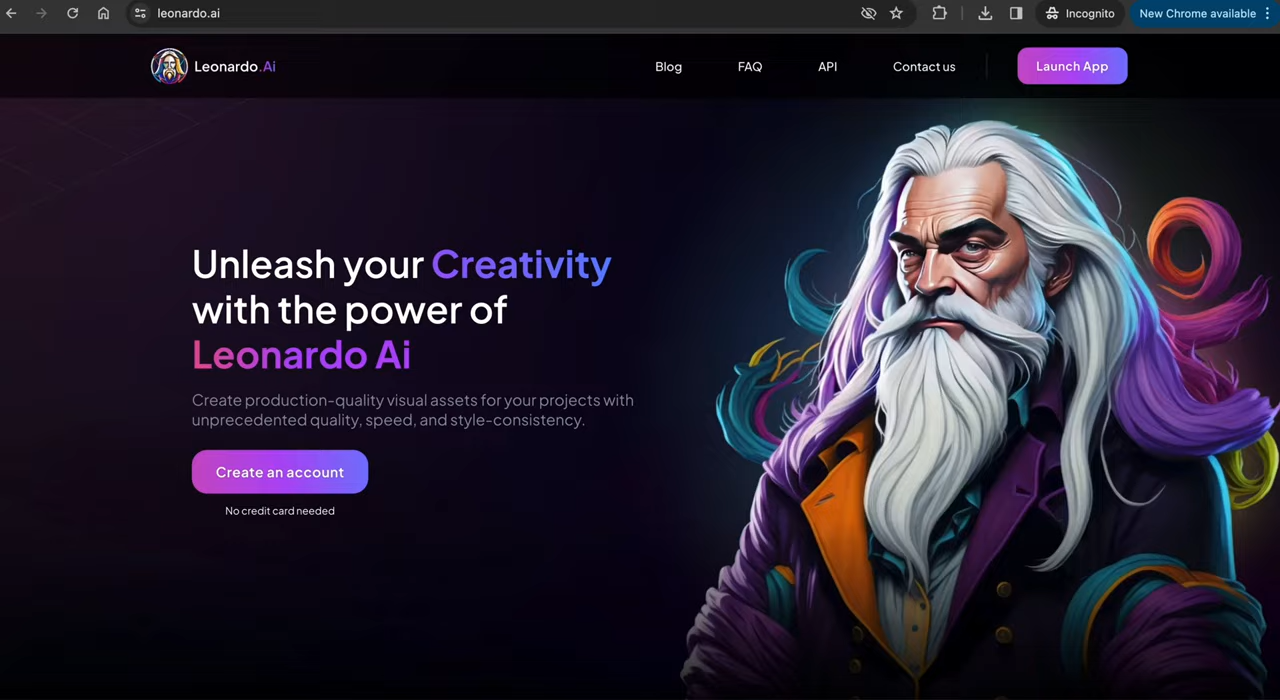 leonardo.ai
Incognito
New Chrome available
Leonardo.Ai
Blog
FAQ
API
Contact us
Launch App
Unleash your Creativity
with the power of
Leonardo Ai
Create production-quality visual assets for your projects with
unprecedented quality, speed, and style-consistency.
Create an account
No credit card needed